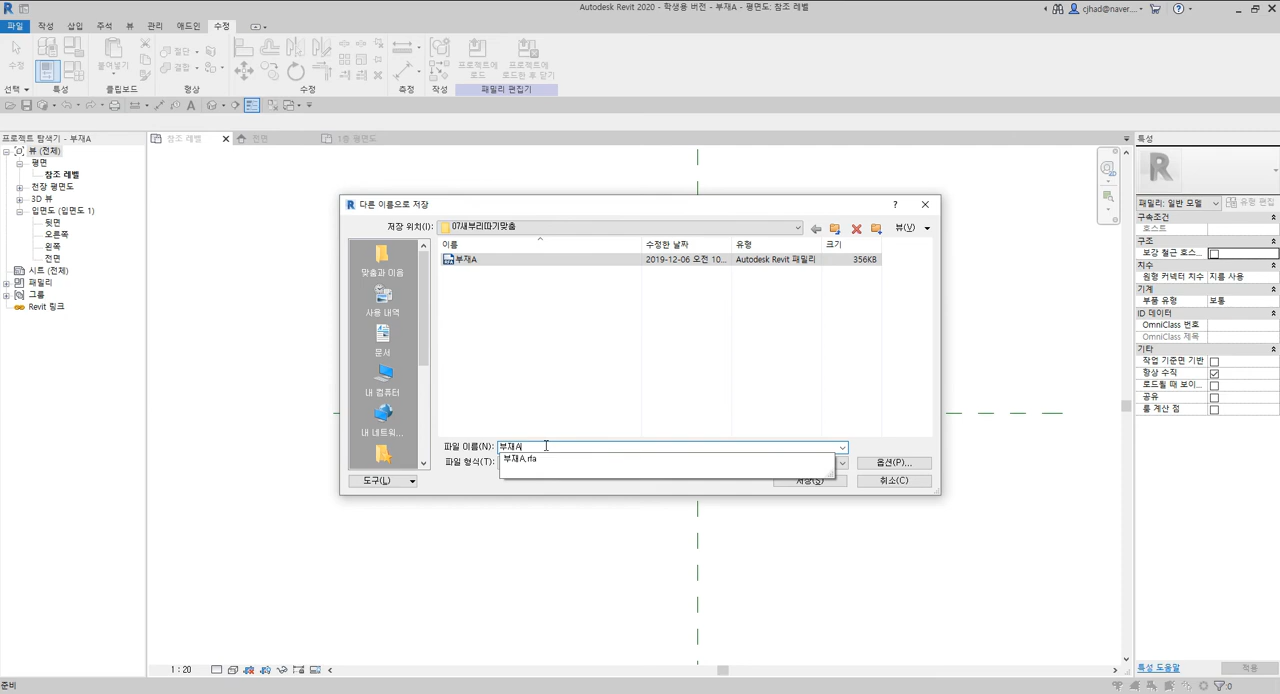 Autodesk Revit 2020 - 학생용 버전 - 부재A - 평면도: 참조 레벨
cjhad@naver....
파일 작성 삽입 주석 뷰 관리 애드인 수정
수정
붙여넣기
절단
결합
프로젝트에 로드
프로젝트에 로드한 후 닫기
선택 특성 클립보드 형상 수정 측정 작성 패밀리 편집기
프로젝트 탐색기 - 부재A
참조 레벨 전면 1층 평면도
특성
뷰 (전체)
평면
참조 레벨
천장 평면도
3D 뷰
입면도 (입면도 1)
뒷면
오른쪽
왼쪽
전면
시트 (전체)
패밀리
그룹
Revit 링크
다른 이름으로 저장
저장 위치(I): 07새부리따기맞춤 뷰(V)
이름 수정한 날짜 유형 크기
부재A 2019-12-06 오전 10... Autodesk Revit 패밀리 356KB
맞춤과 이음
사용 내역
문서
내 컴퓨터
내 네트워...
파일 이름(N): 부재A
부재A.rfa
파일 형식(T):
옵션(P)...
도구(L) 저장(S) 취소(C)
패밀리: 일반 모델 유형 편집
구속조건
호스트
구조
보강 철근 호스...
치수
원형 커넥터 치수 지름 사용
기계
부품 유형 보통
ID 데이터
OmniClass 번호
OmniClass 제목
기타
작업 기준면 기반
항상 수직
로드될 때 보이...
공유
룸 계산 점
특성 도움말 적용
1 : 20
준비
:0